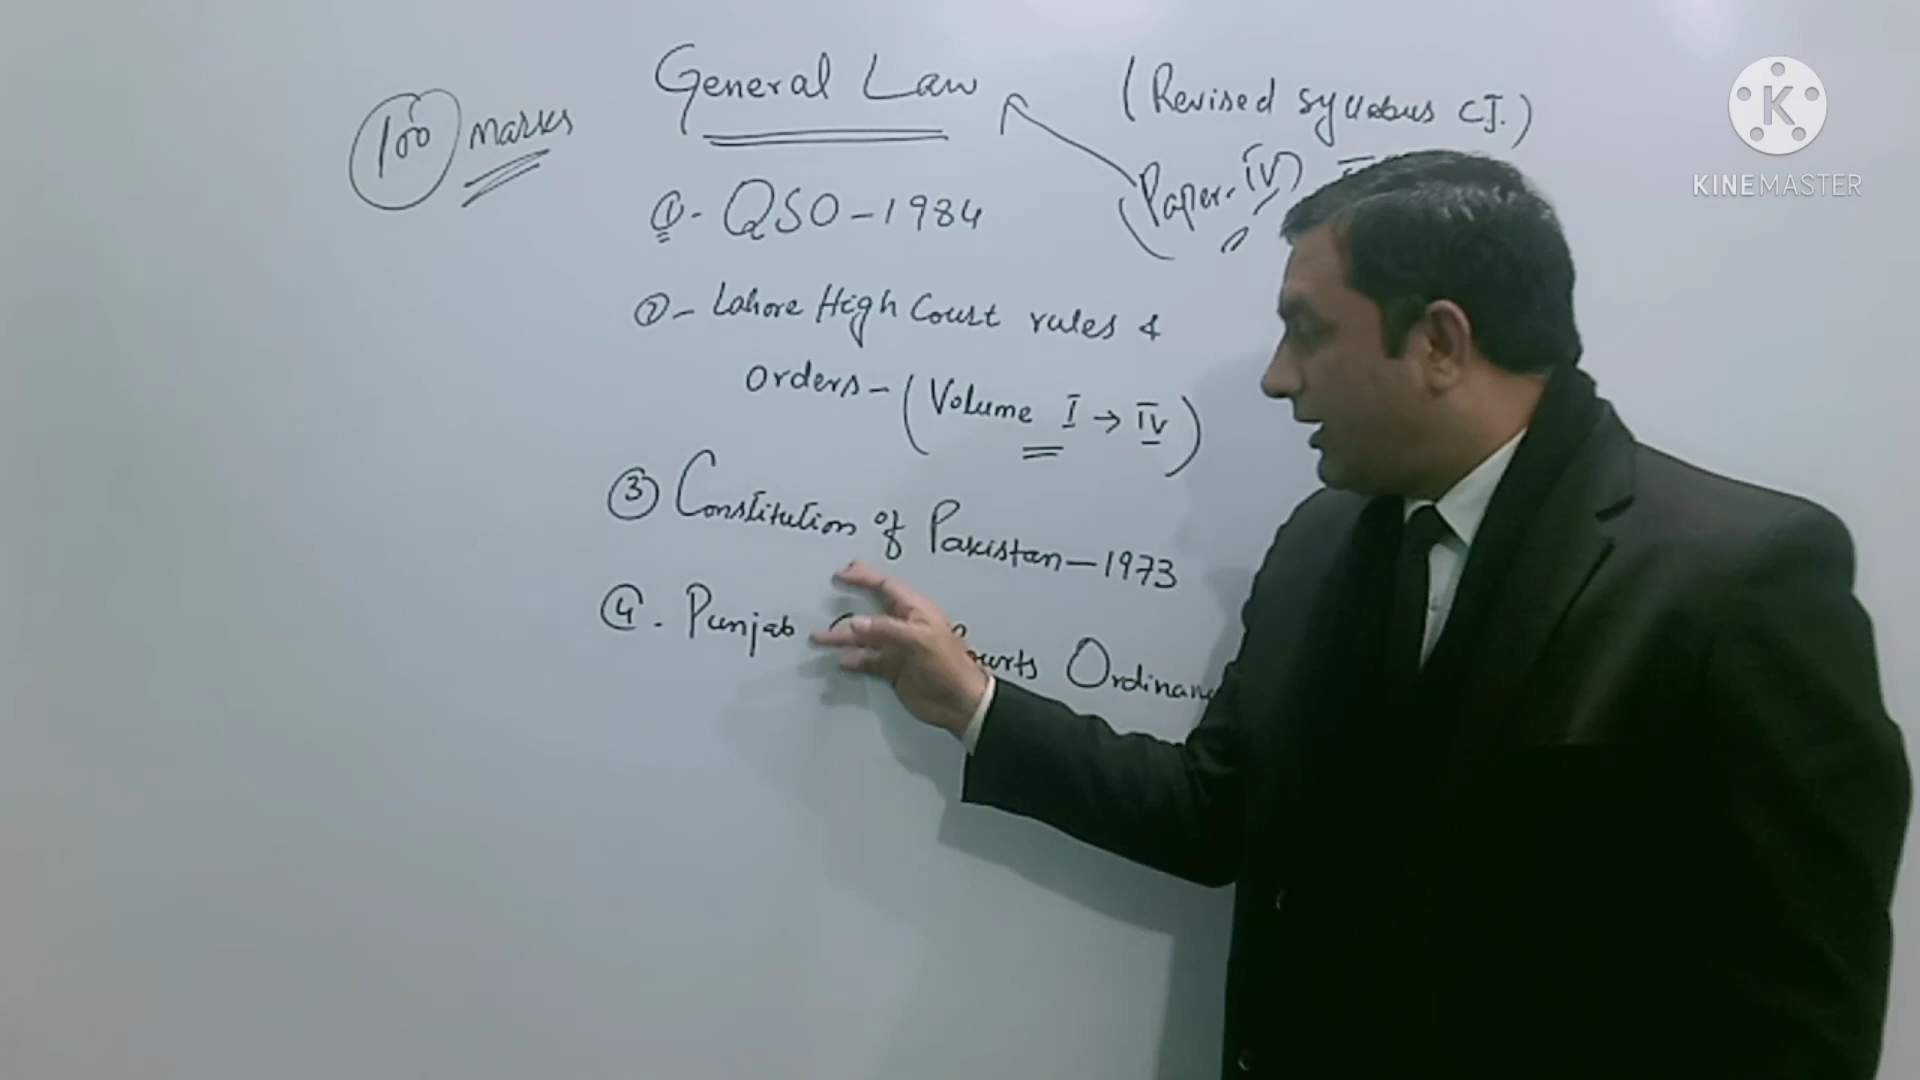 General Law
(Revised syllabus CJ.)
100 marks
(Paper-IV)
①- QSO-1984
②- Lahore High Court rules &
orders- (Volume I → IV)
③ Constitution of Pakistan-1973
④. Punjab Courts
KINEMASTER